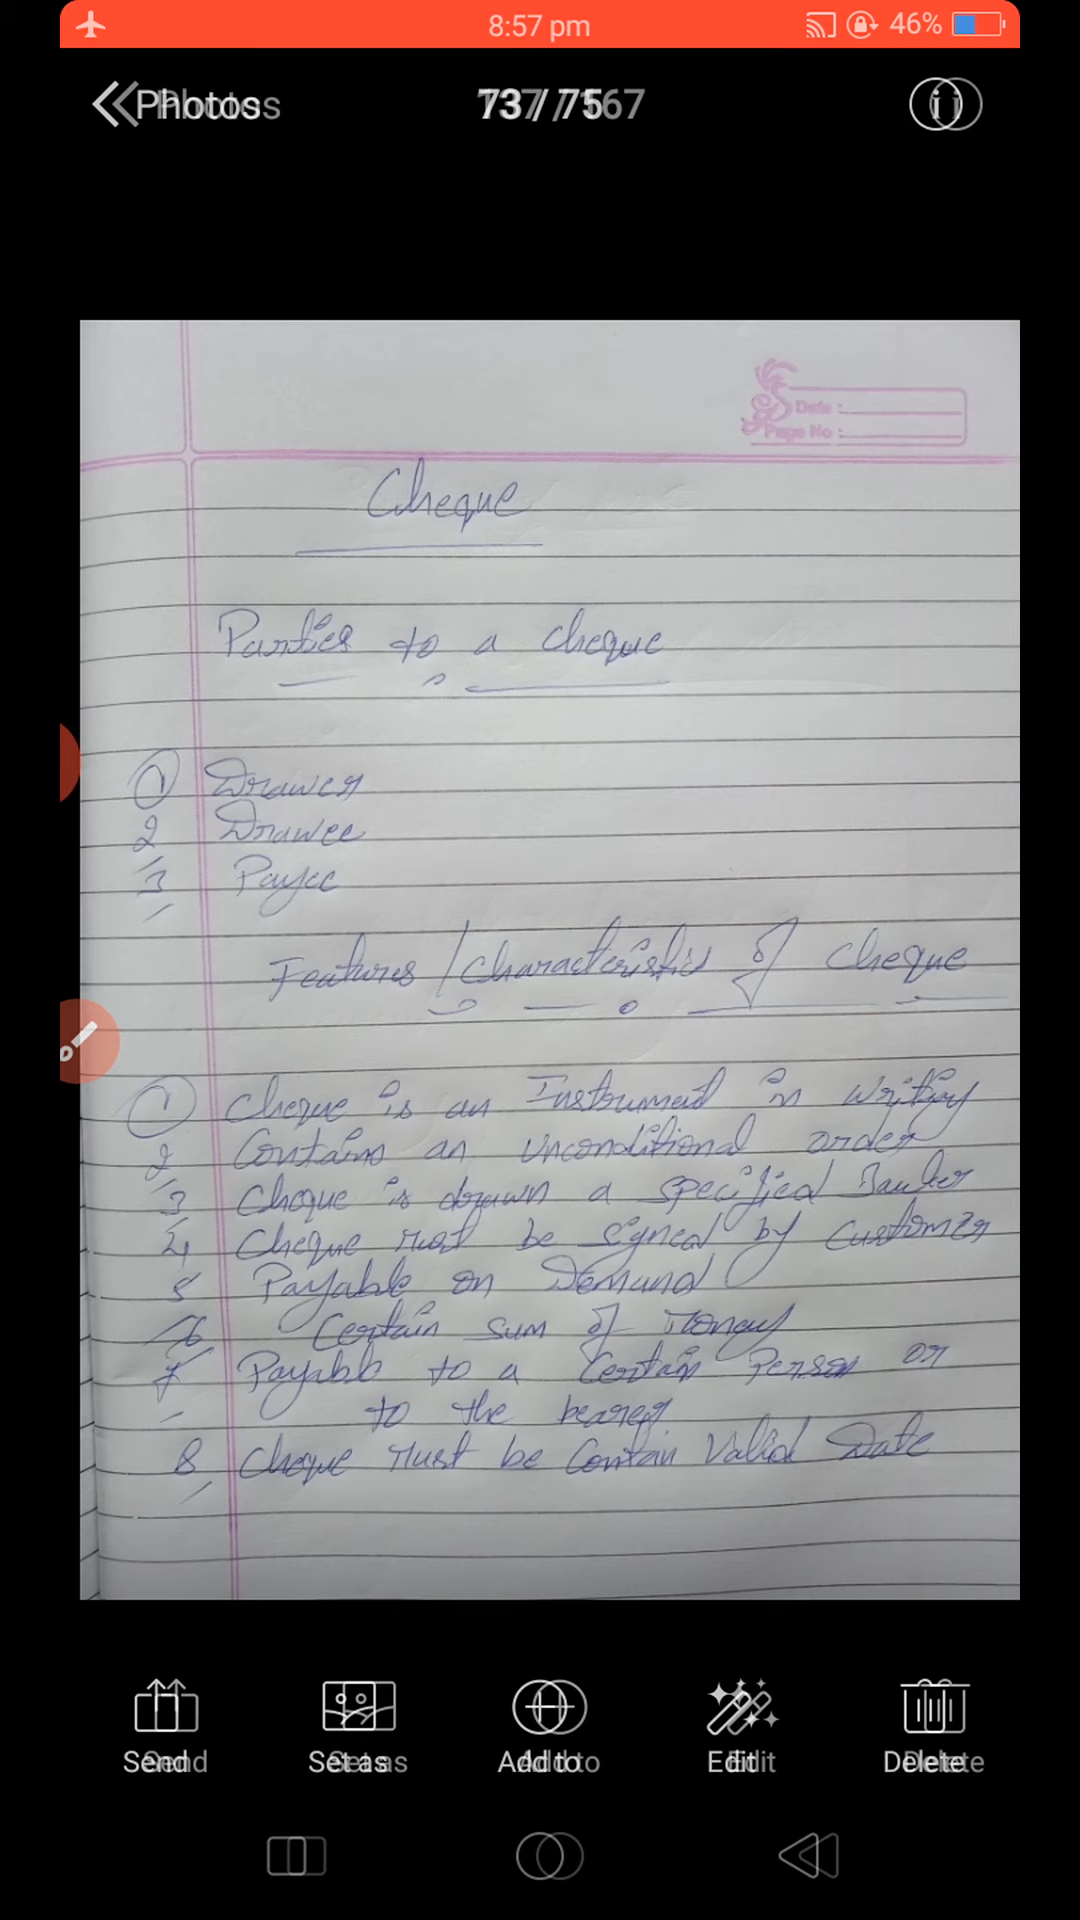 8:57 pm
46%
Photos
73 / 75
Date :
Page No :
Cheque
Parties to a cheque
1 Drawer
2 Drawee
3 Payee
Features / Characteristics of Cheque
1 Cheque is an Instrument in Writing
2 Contains an Unconditional order
3 Cheque is drawn a specified Banker
4 Cheque Must be signed by Customer
5 Payable on Demand
6 Certain sum of Money
7 Payable to a Certain Person or
to the bearer
8 Cheque Must be Contain Valid Date
Send
Set as
Add to
Edit
Delete